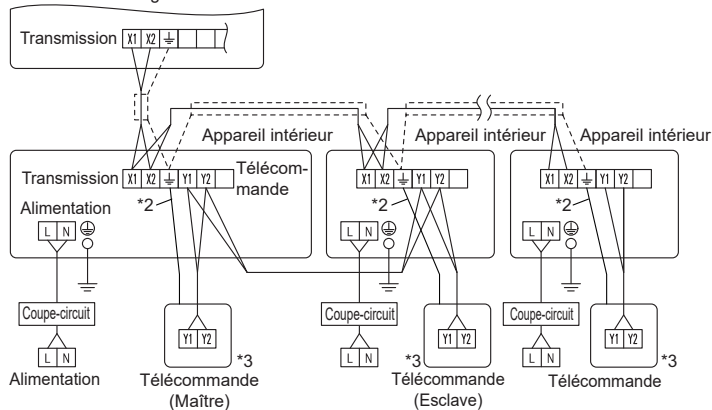 Transmission X1 X2
Appareil intérieur Appareil intérieur Appareil intérieur
Transmission X1 X2 Y1 Y2 Télécom-
mande
X1 X2 Y1 Y2
X1 X2 Y1 Y2
*2 *2 *2
Alimentation
L N L N L N
Coupe-circuit Coupe-circuit Coupe-circuit
Y1 Y2 Y1 Y2 Y1 Y2
L N *3 L N *3 L N *3
Alimentation
Télécommande
(Maître)
Télécommande
(Esclave)
Télécommande